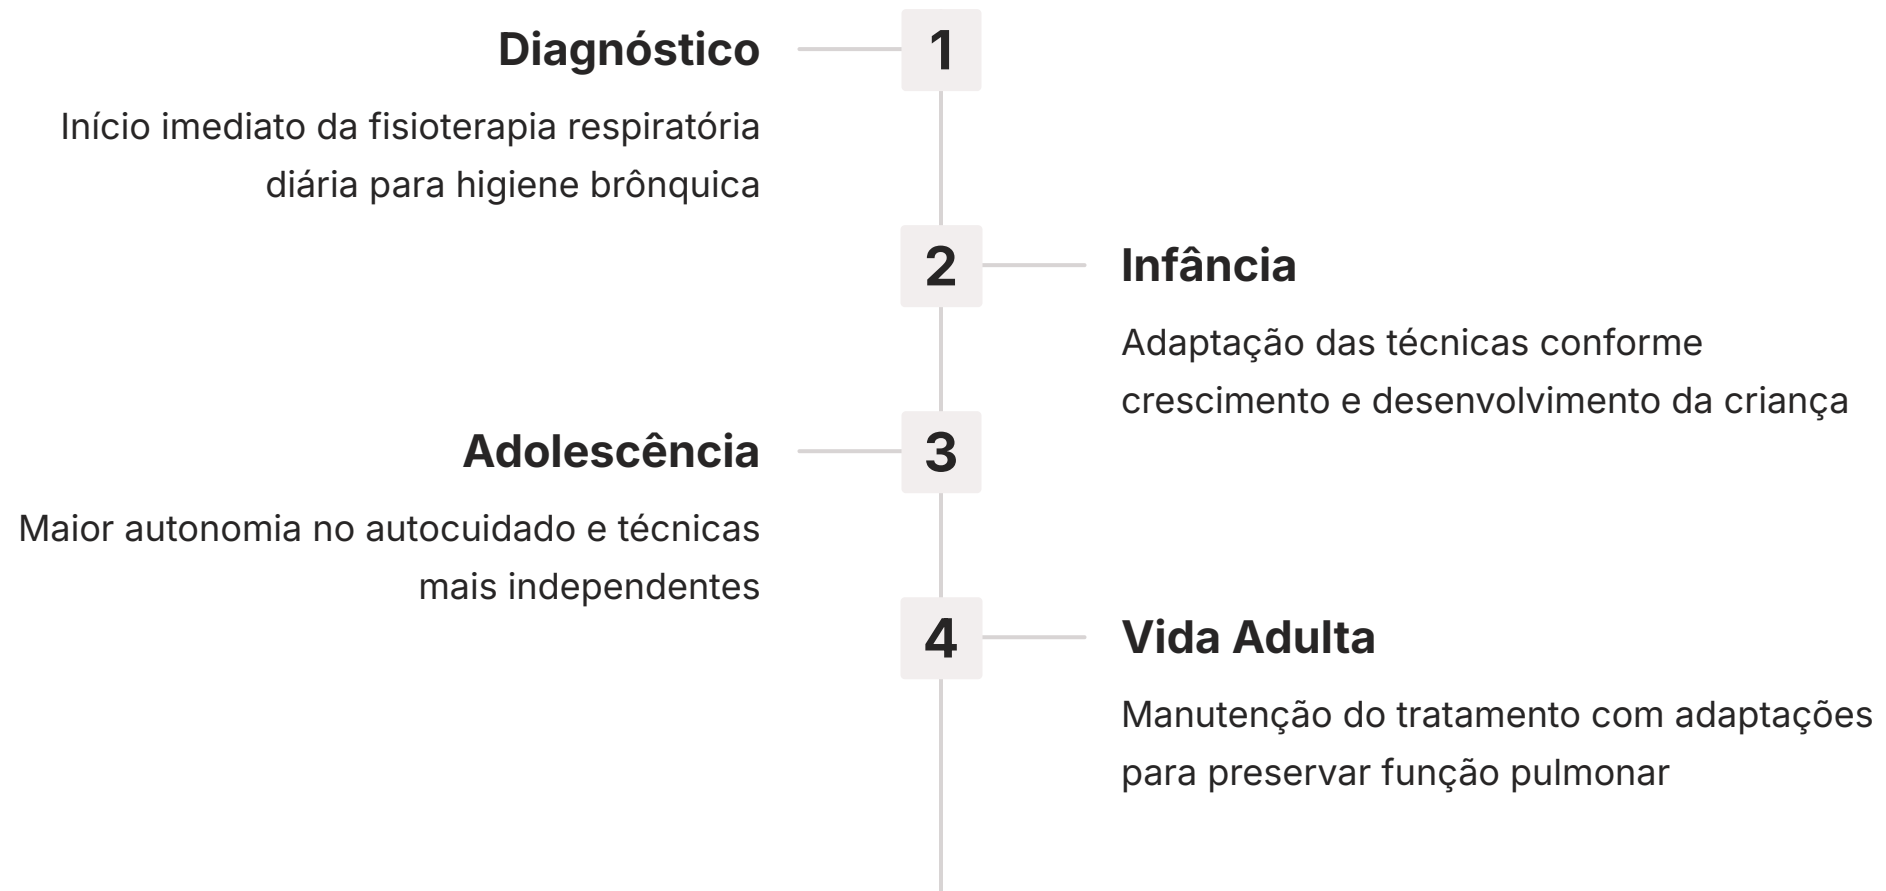 Diagnóstico
1
Início imediato da fisioterapia respiratória
diária para higiene brônquica
2
Infância
Adaptação das técnicas conforme
crescimento e desenvolvimento da criança
Adolescência
3
Maior autonomia no autocuidado e técnicas
mais independentes
4
Vida Adulta
Manutenção do tratamento com adaptações
para preservar função pulmonar